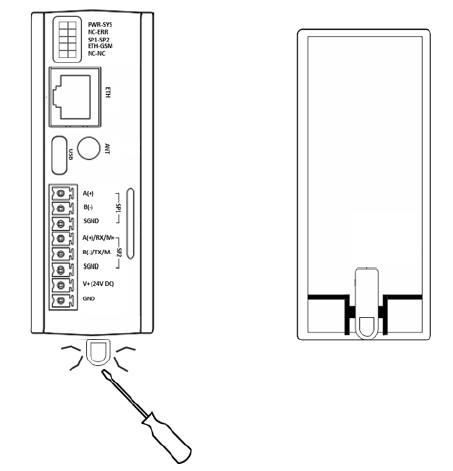 PWR-SYS
NC-ERR
SP1-SP2
ETH-GSM
NC-NC
ETH
USB
ANT
A(+)
B(-)
SGND
SP1
A(+)/RX/M+
B(-)/TX/M-
SGND
SP2
V+(24V DC)
GND